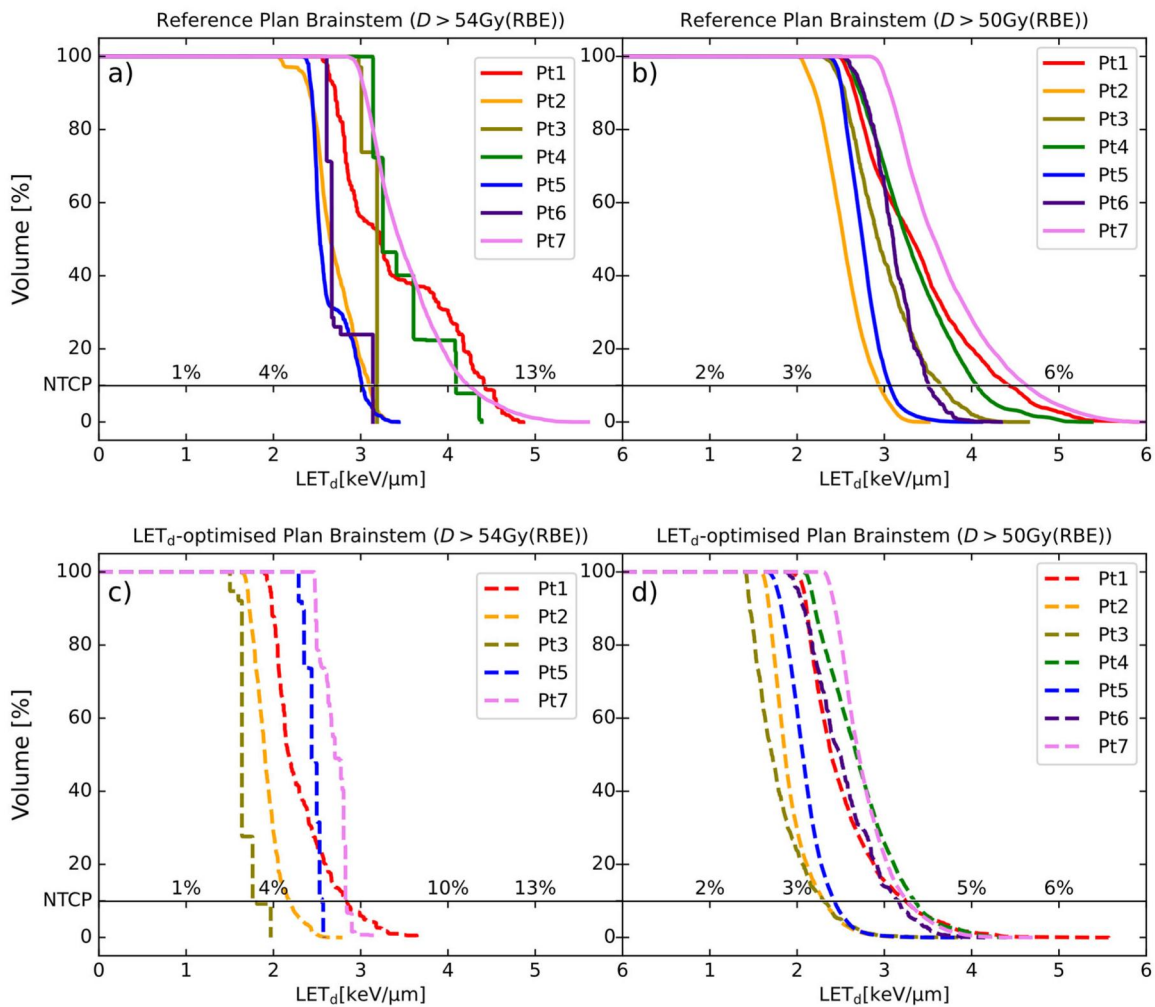 Reference Plan Brainstem (D > 54Gy(RBE))
a)
100
80
60
40
20
NTCP
0
Volume [%]
Pt1
Pt2
Pt3
Pt4
Pt5
Pt6
Pt7
1% 4% 13%
0 1 2 3 4 5
LETd[keV/μm]
Reference Plan Brainstem (D > 50Gy(RBE))
b)
Pt1
Pt2
Pt3
Pt4
Pt5
Pt6
Pt7
2% 3% 6%
6 1 2 3 4 5 6
LETd[keV/μm]
LETd-optimised Plan Brainstem (D > 54Gy(RBE))
c)
100
80
60
40
20
NTCP
0
Volume [%]
Pt1
Pt2
Pt3
Pt5
Pt7
1% 4% 10% 13%
0 1 2 3 4 5
LETd[keV/μm]
LETd-optimised Plan Brainstem (D > 50Gy(RBE))
d)
Pt1
Pt2
Pt3
Pt4
Pt5
Pt6
Pt7
2% 3% 5% 6%
6 1 2 3 4 5 6
LETd[keV/μm]